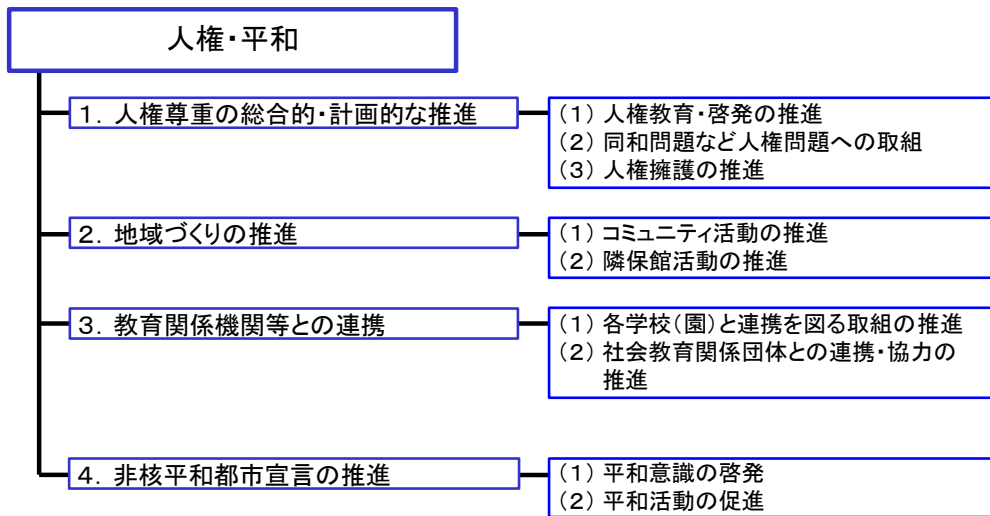 人権・平和
1．人権尊重の総合的・計画的な推進
（1）人権教育・啓発の推進
（2）同和問題など人権問題への取組
（3）人権擁護の推進
2．地域づくりの推進
（1）コミュニティ活動の推進
（2）隣保館活動の推進
3．教育関係機関等との連携
（1）各学校（園）と連携を図る取組の推進
（2）社会教育関係団体との連携・協力の
推進
4．非核平和都市宣言の推進
（1）平和意識の啓発
（2）平和活動の促進